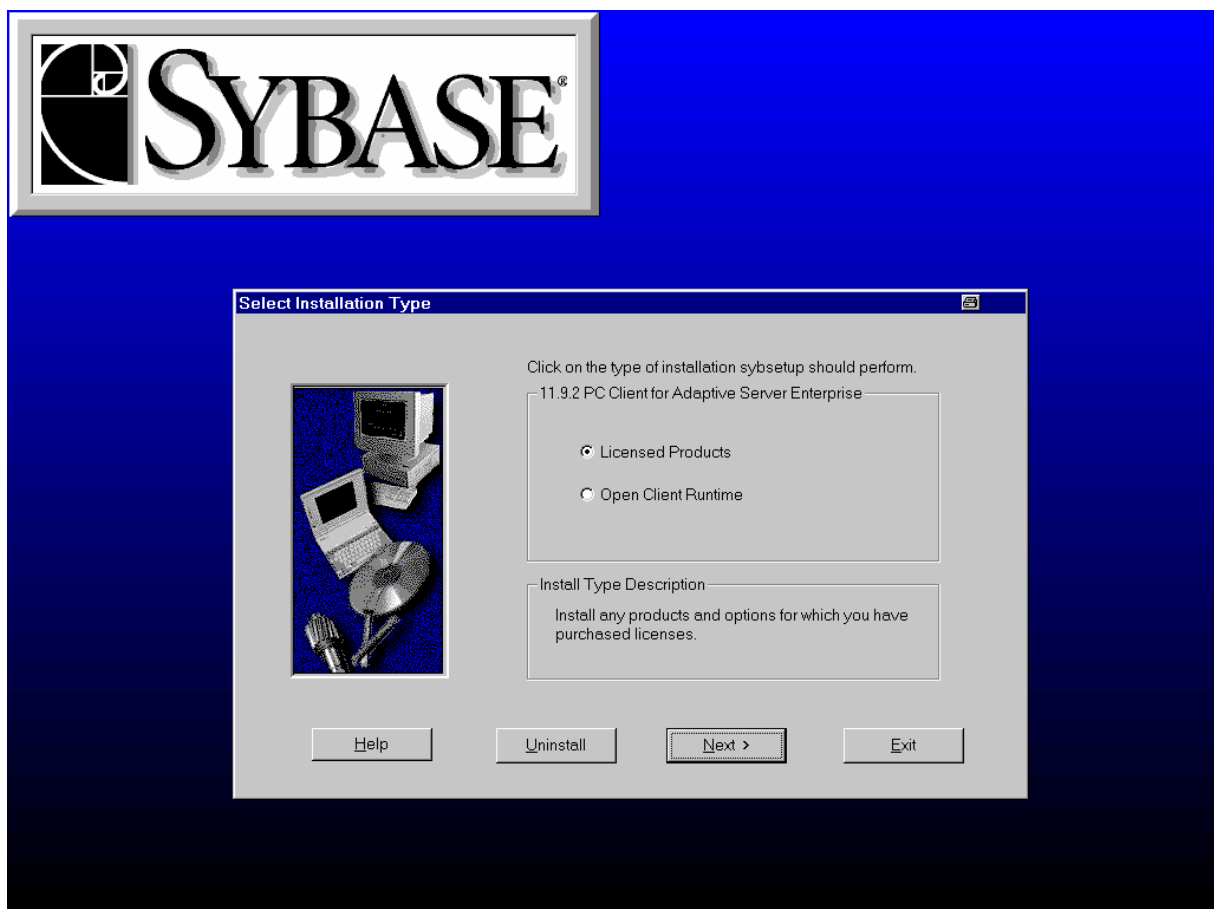 SYBASE®
Select Installation Type
Click on the type of installation sybsetup should perform.
11.9.2 PC Client for Adaptive Server Enterprise
Licensed Products
Open Client Runtime
Install Type Description
Install any products and options for which you have
purchased licenses.
Help
Uninstall
Next >
Exit